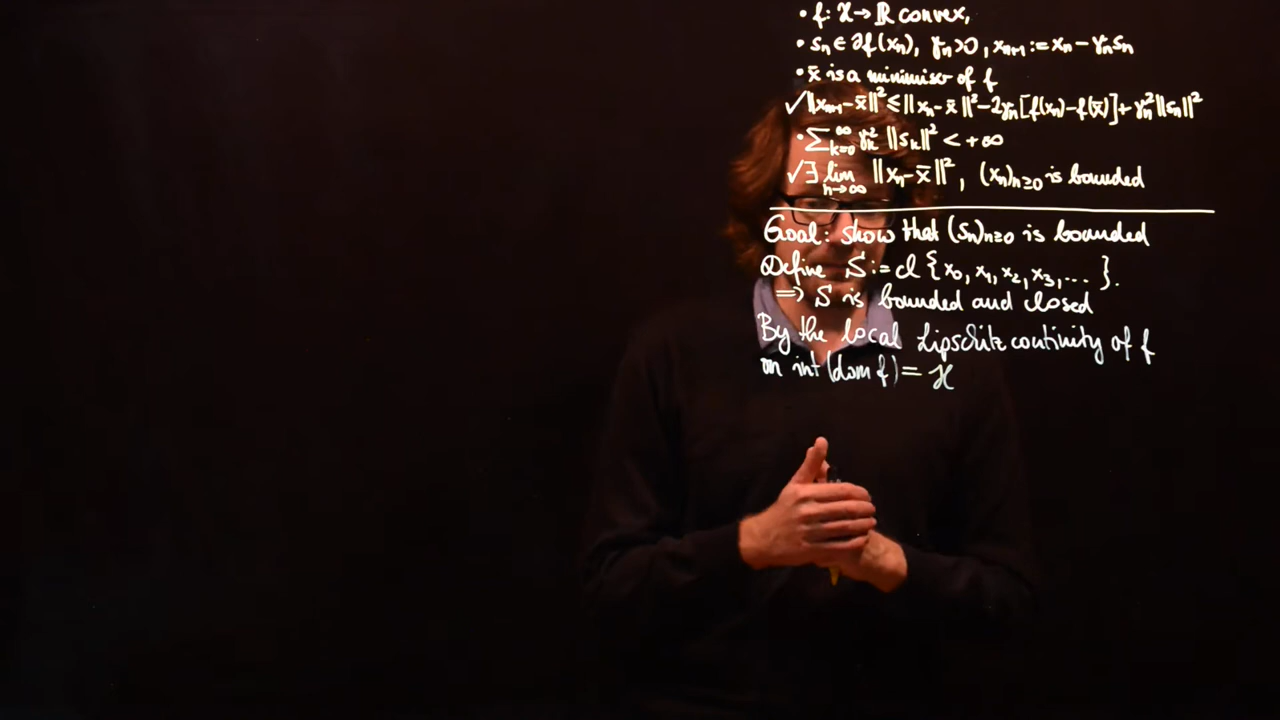 • f: X → ℝ convex,
• sₙ ∈ ∂f(xₙ), γₙ>0, xₙ₊₁ := xₙ − γₙsₙ
• x̄ is a minimiser of f
✓ ‖xₙ₊₁ − x̄‖² ≤ ‖xₙ − x̄‖² − 2γₙ[f(xₙ) − f(x̄)] + γₙ²‖sₙ‖²
• ∑_{k=0}^{∞} γₖ² ‖sₖ‖² < +∞
✓ ∃ lim_{n→∞} ‖xₙ − x̄‖², (xₙ)ₙ≥₀ is bounded
Goal: show that (sₙ)ₙ≥₀ is bounded
Define S := cl {x₀, x₁, x₂, x₃, ... }.
⟹ S is bounded and closed
By the local Lipschitz continuity of f
on int(dom f) = X